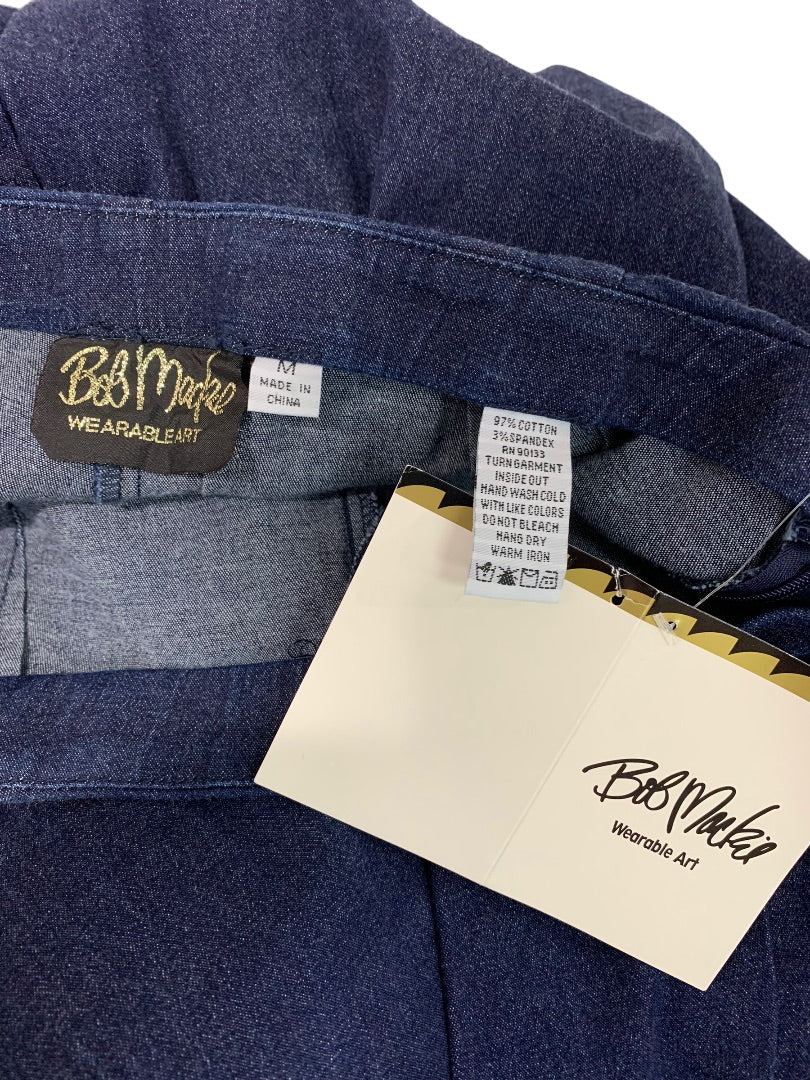 Bob Mackie
WEARABLEART
M
MADE IN
CHINA
97% COTTON
3% SPANDEX
RN 90133
TURN GARMENT
INSIDE OUT
HAND WASH COLD
WITH LIKE COLORS
DO NOT BLEACH
HANG DRY
WARM IRON
Bob Mackie
Wearable Art